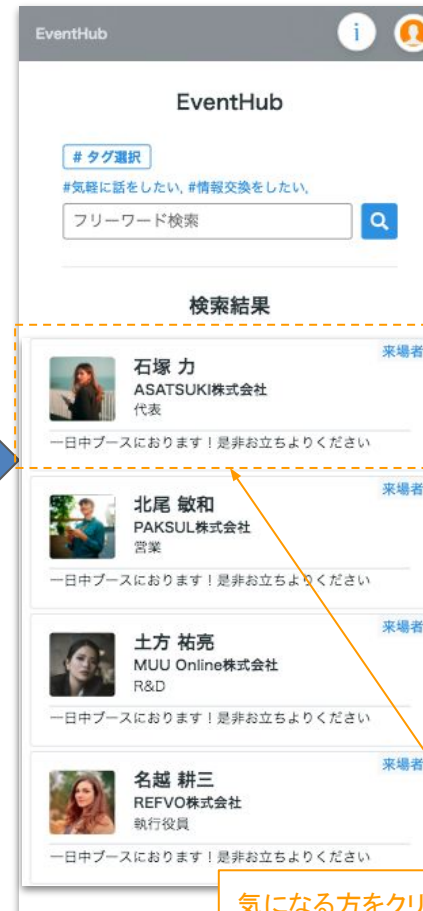 EventHub
i
EventHub
# タグ選択
#気軽に話をしたい, #情報交換をしたい,
フリーワード検索
検索結果
来場者
石塚 力
ASATSUKI株式会社
代表
一日中ブースにおります！是非お立ちよりください
来場者
北尾 敏和
PAKSUL株式会社
営業
一日中ブースにおります！是非お立ちよりください
来場者
土方 祐亮
MUU Online株式会社
R&D
一日中ブースにおります！是非お立ちよりください
来場者
名越 耕三
REFVO株式会社
執行役員
一日中ブースにおります！是非お立ちよりください
気になる方をクリ